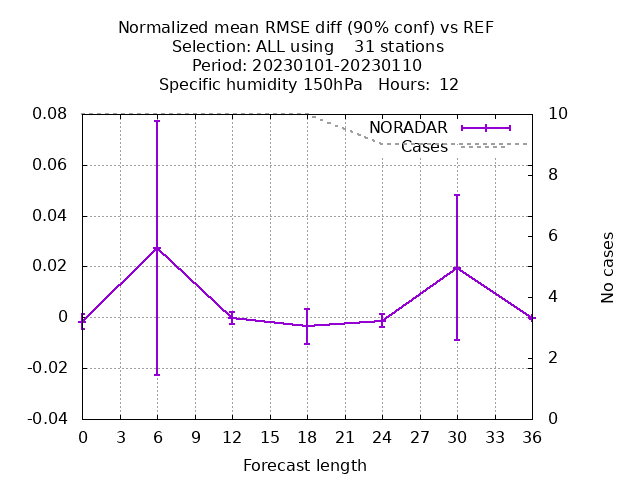 Normalized mean RMSE diff (90% conf) vs REF
Selection: ALL using    31 stations
Period: 20230101-20230110
Specific humidity 150hPa   Hours:  12
0.08
0.06
0.04
0.02
0
-0.02
-0.04
10
8
6
4
2
0
NORADAR
Cases
No cases
0 3 6 9 12 15 18 21 24 27 30 33 36
Forecast length